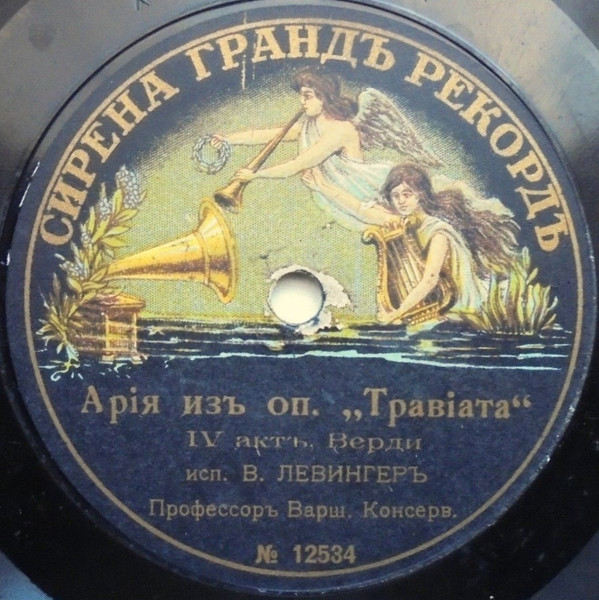 СИРЕНА ГРАНДЪ РЕКОРДЪ
Арія изъ оп. „Травіата“
IV актъ, Верди
исп. В. ЛЕВИНГЕРЪ
Профессоръ Варш. Консерв.
№ 12534